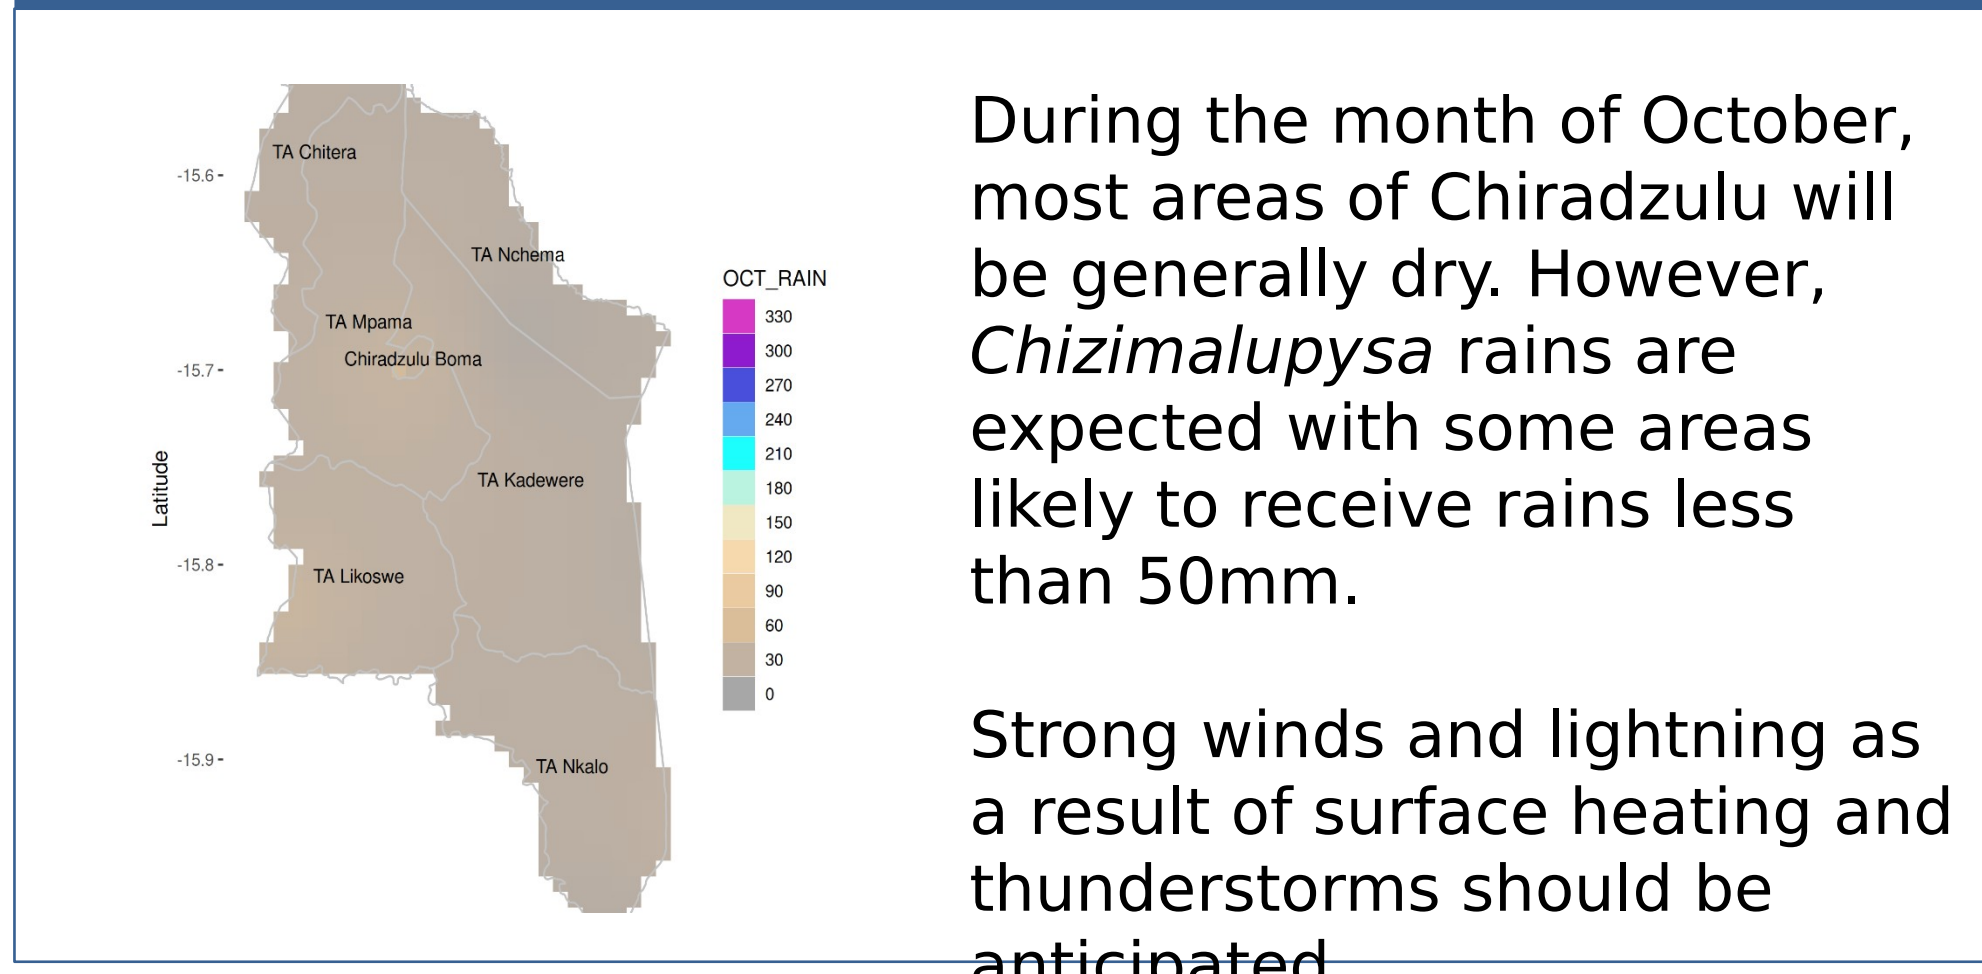 TA Chitera
-15.6
TA Nchema
TA Mpama
Chiradzulu Boma
-15.7
Latitude
TA Kadewere
-15.8
TA Likoswe
-15.9
TA Nkalo
OCT_RAIN
330
300
270
240
210
180
150
120
90
60
30
0
During the month of October,
most areas of Chiradzulu will
be generally dry. However,
Chizimalupysa rains are
expected with some areas
likely to receive rains less
than 50mm.
Strong winds and lightning as
a result of surface heating and
thunderstorms should be
anticipated